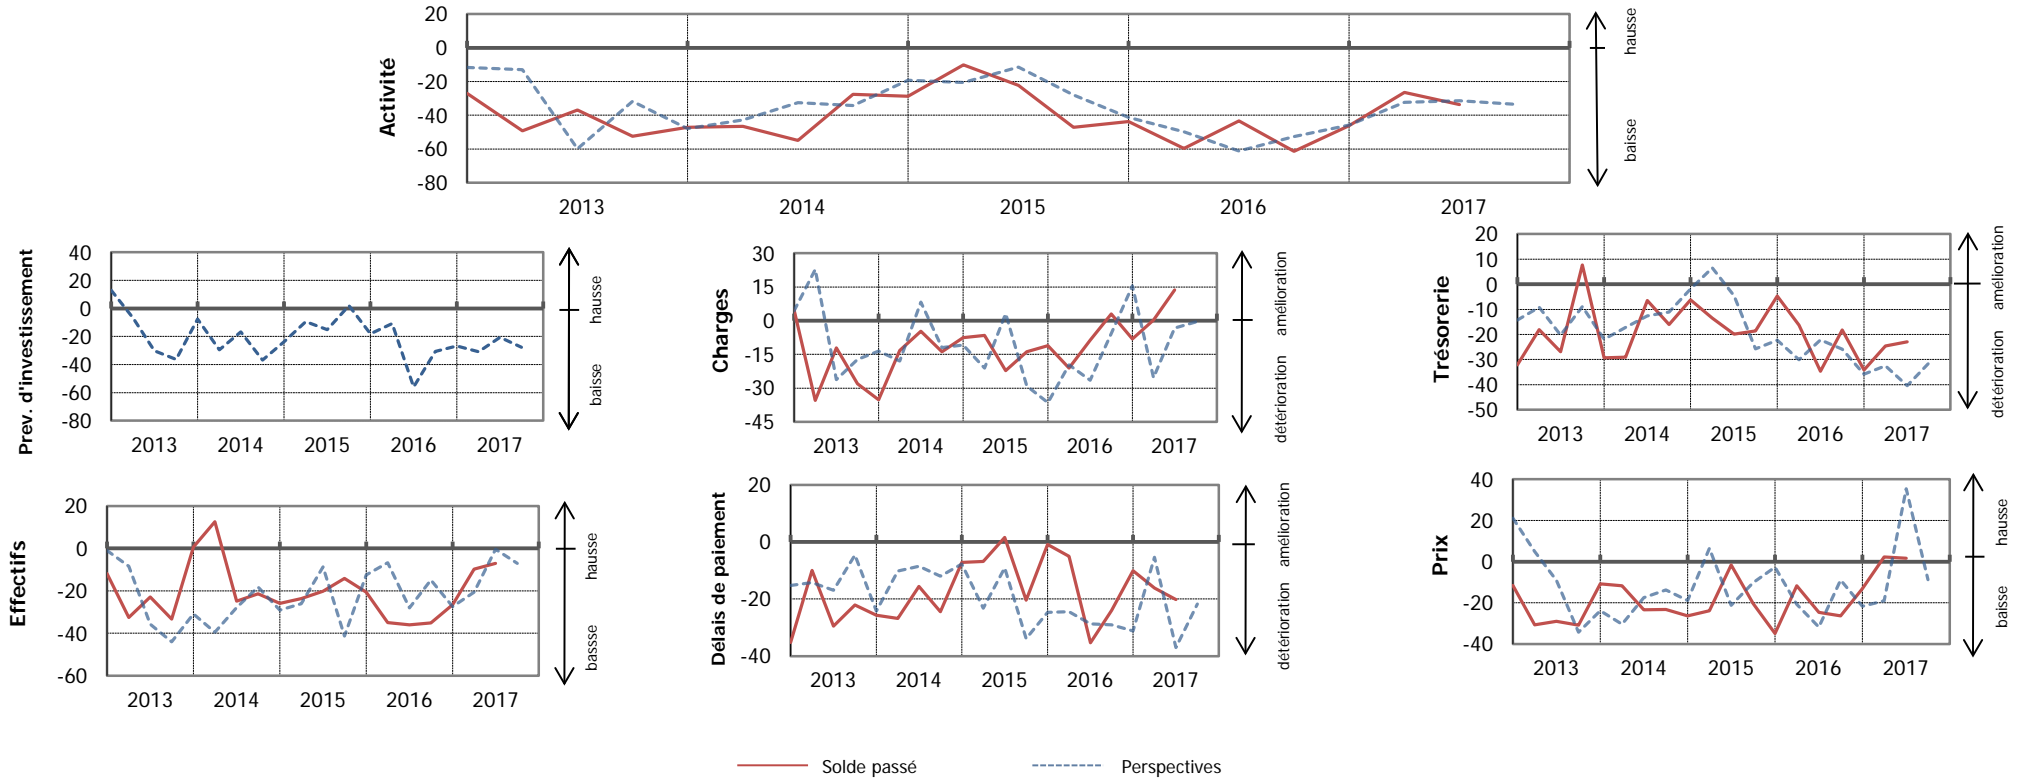 Activité
20
0
-20
-40
-60
-80
2013 2014 2015 2016 2017
hausse
baisse
Prev. d'investissement
40
20
0
-20
-40
-60
-80
2013 2014 2015 2016 2017
hausse
baisse
Charges
30
15
0
-15
-30
-45
2013 2014 2015 2016 2017
amélioration
détérioration
Trésorerie
20
10
0
-10
-20
-30
-40
-50
2013 2014 2015 2016 2017
amélioration
détérioration
Effectifs
20
0
-20
-40
-60
2013 2014 2015 2016 2017
hausse
bassse
Délais de paiement
20
0
-20
-40
2013 2014 2015 2016 2017
amélioration
détérioration
Prix
40
20
0
-20
-40
2013 2014 2015 2016 2017
hausse
baisse
Solde passé Perspectives